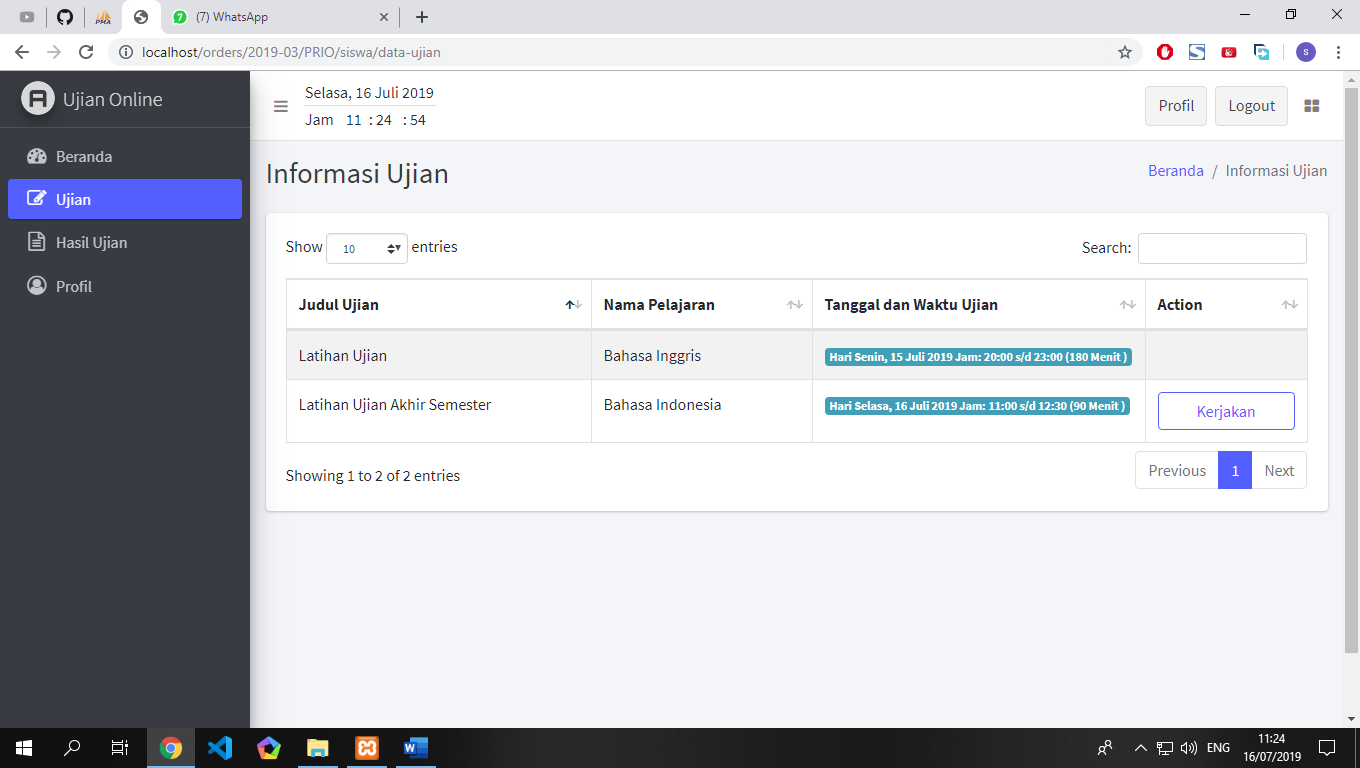 (7) WhatsApp
localhost/orders/2019-03/PRIO/siswa/data-ujian
Ujian Online
Beranda
Ujian
Hasil Ujian
Profil
Selasa, 16 Juli 2019
Jam 11 : 24 : 54
Profil
Logout
Informasi Ujian
Beranda / Informasi Ujian
Show 10 entries
Search:
Judul Ujian Nama Pelajaran Tanggal dan Waktu Ujian Action
Latihan Ujian Bahasa Inggris Hari Senin, 15 Juli 2019 Jam: 20:00 s/d 23:00 (180 Menit )
Latihan Ujian Akhir Semester Bahasa Indonesia Hari Selasa, 16 Juli 2019 Jam: 11:00 s/d 12:30 (90 Menit ) Kerjakan
Showing 1 to 2 of 2 entries
Previous 1 Next
ENG
11:24
16/07/2019